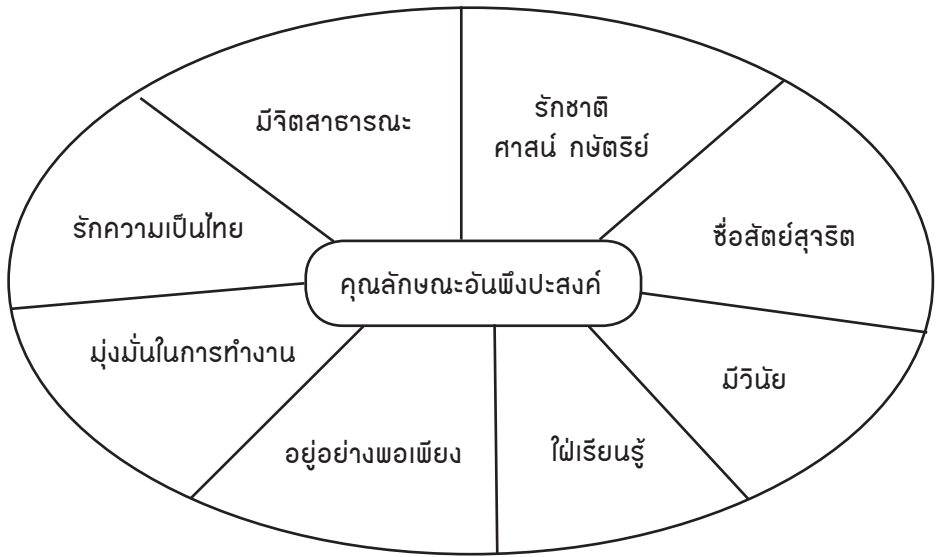 มีจิตสาธารณะ
รักชาติ
ศาสน์ กษัตริย์
รักความเป็นไทย
ซื่อสัตย์สุจริต
คุณลักษณะอันพึงประสงค์
มุ่งมั่นในการทำงาน
มีวินัย
อยู่อย่างพอเพียง
ใฝ่เรียนรู้